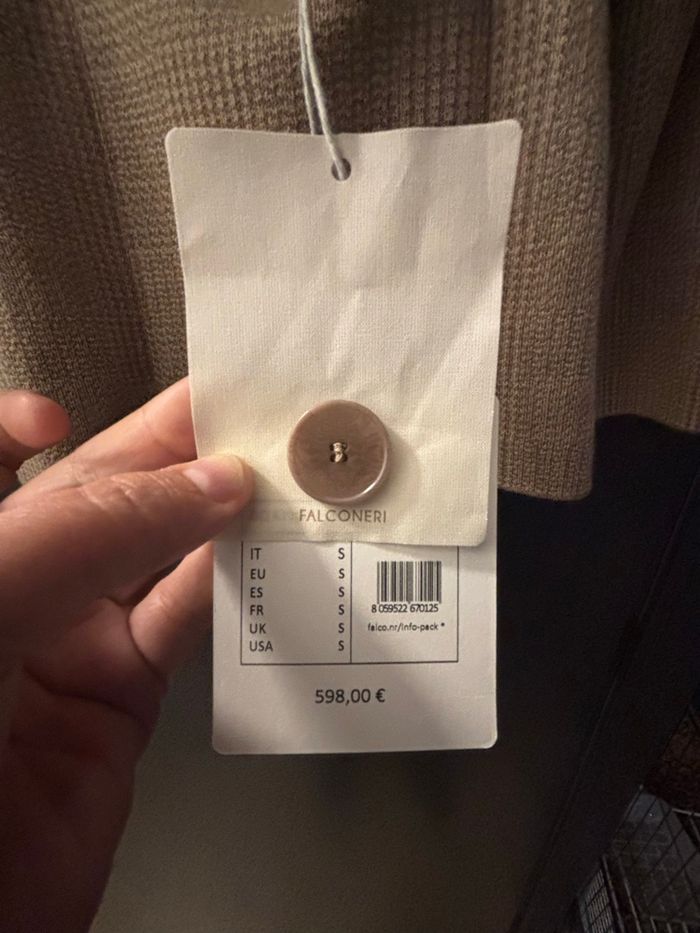 FALCONERI
IT S
EU S
ES S
FR S
UK S
USA S
8 059522 670125
falco.nr/info-pack *
598,00 €